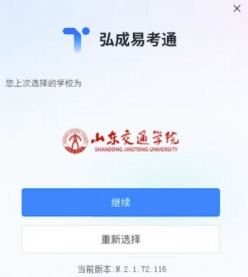 弘成易考通
您上次选择的学校为
山东交通学院
SHANDONG JIAOTONG UNIVERSITY
继续
重新选择
当前版本:N.2.1.72.116